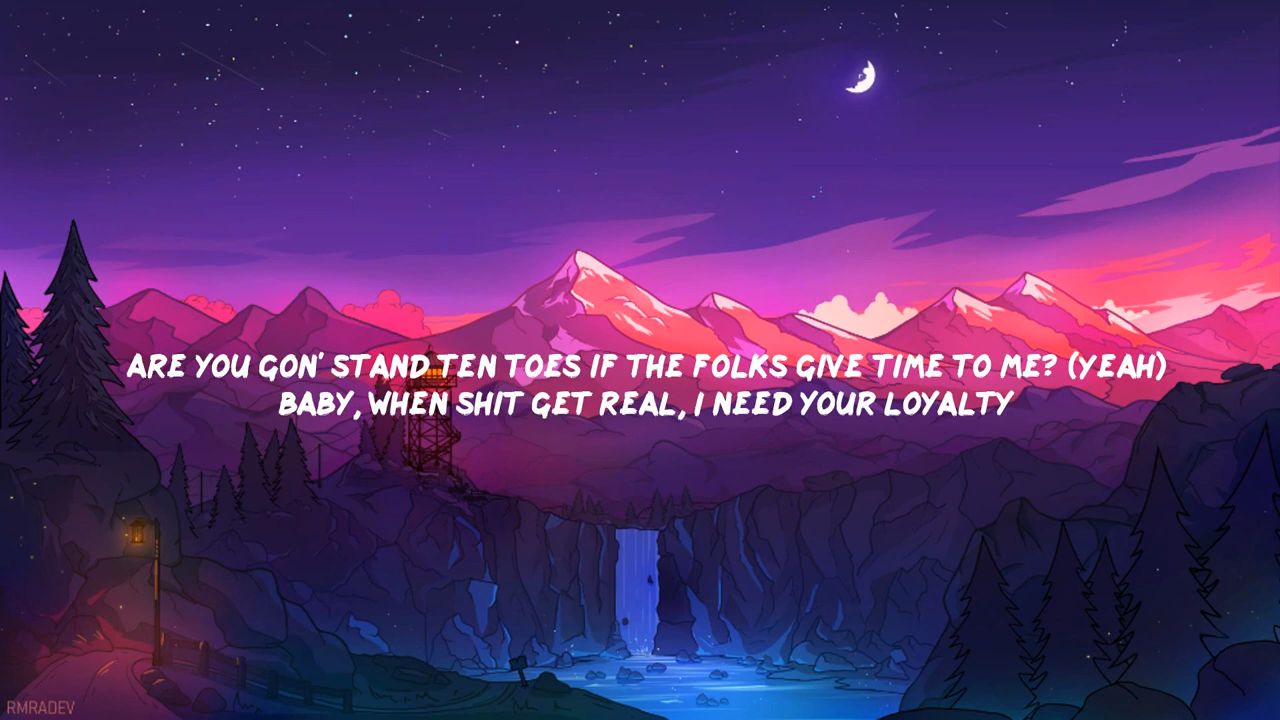 ARE YOU GON' STAND TEN TOES IF THE FOLKS GIVE TIME TO ME? (YEAH)
BABY, WHEN SHIT GET REAL, I NEED YOUR LOYALTY
RMRADEV